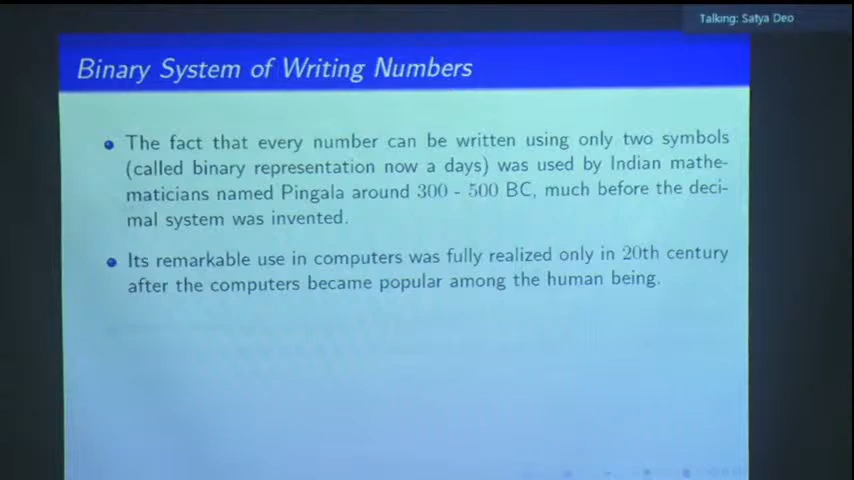 Talking: Satya Deo
Binary System of Writing Numbers
The fact that every number can be written using only two symbols
(called binary representation now a days) was used by Indian mathe-
maticians named Pingala around 300 - 500 BC, much before the deci-
mal system was invented.
Its remarkable use in computers was fully realized only in 20th century
after the computers became popular among the human being.